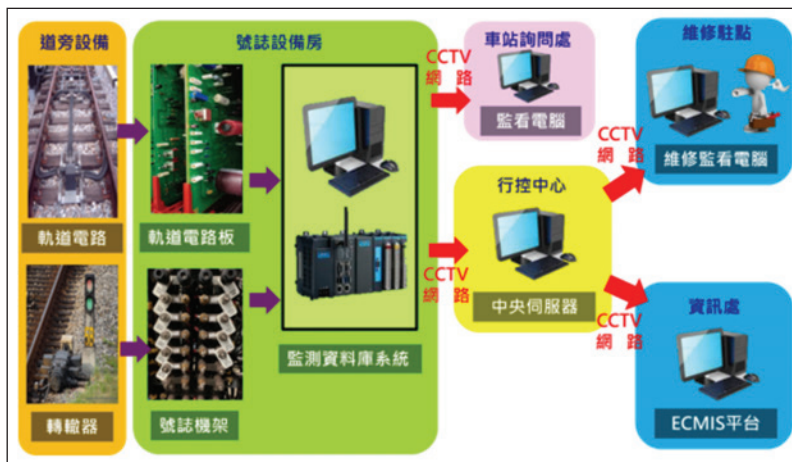 道旁設備
軌道電路
轉轍器
號誌設備房
軌道電路板
號誌機架
監測資料庫系統
CCTV
網 路
CCTV
網 路
車站詢問處
監看電腦
行控中心
中央伺服器
CCTV
網 路
CCTV
網 路
維修駐點
維修監看電腦
資訊處
ECMIS平台